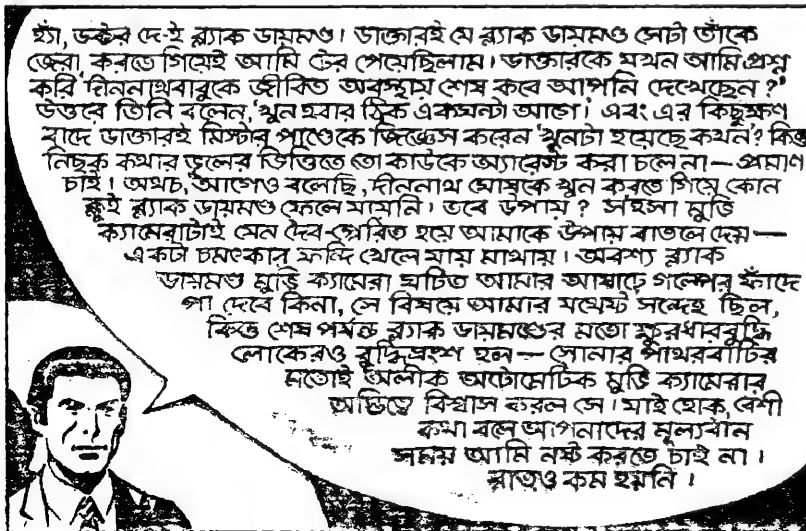 হ্যাঁ, ডক্টর দে-ই ব্ল্যাক ডায়মণ্ড। ডাক্তারই যে ব্ল্যাক ডায়মণ্ড সেটা তাঁকে
জেরা করতে গিয়েই আমি টের পেয়েছিলাম। ডাক্তারকে যখন আমি প্রশ্ন
করি 'দীননাথবাবুকে জীবিত অবস্থায় শেষ কবে আপনি দেখেছেন?'
উত্তরে তিনি বলেন, 'খুন হবার ঠিক একঘন্টা আগে।' এবং এর কিছুক্ষণ
বাদে ডাক্তারই মিস্টার পাণ্ডেকে জিজ্ঞেস করেন 'খুনটা হয়েছে কখন'? কিন্তু
নিছক কথার ভুলের ভিত্তিতে তো কাউকে অ্যারেস্ট করা চলে না — প্রমাণ
চাই। অথচ, আগেও বলেছি, দীননাথ ঘোষকে খুন করতে গিয়ে কোন
ক্লুই ব্ল্যাক ডায়মণ্ড ফেলে যায়নি। তবে উপায়? সহসা মুভি
ক্যামেরাটাই যেন দৈব-প্রেরিত হয়ে আমাকে উপায় বাতলে দেয় —
একটা চমৎকার ফন্দি খেলে যায় মাথায়। অবশ্য ব্ল্যাক
ডায়মণ্ড মুভি ক্যামেরা ঘটিত আমার আষাঢ়ে গল্পের ফাঁদে
পা দেবে কিনা, সে বিষয়ে আমার যথেষ্ট সন্দেহ ছিল,
কিন্তু শেষ পর্যন্ত ব্ল্যাক ডায়মণ্ডের মতো ক্ষুরধারবুদ্ধি
লোকেরও বুদ্ধিভ্রংশ হল — সোনার পাথরবাটির
মতোই অলীক অটোমেটিক মুভি ক্যামেরার
অস্তিত্বে বিশ্বাস করল সে। যাই হোক, বেশী
কথা বলে আপনাদের মূল্যবান
সময় আমি নষ্ট করতে চাই না।
রাতও কম হয়নি।